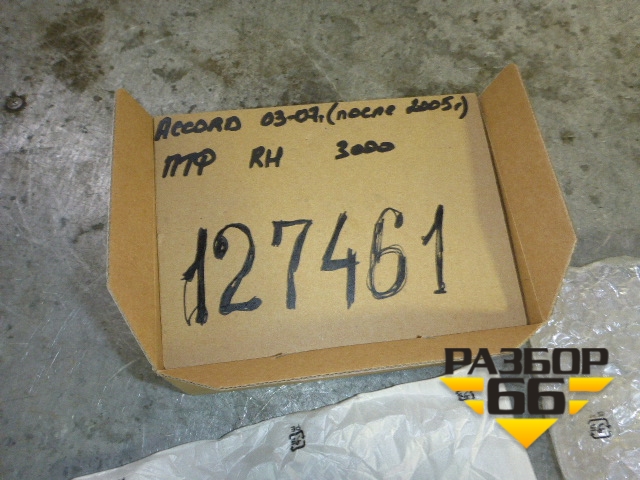 ACCORD 03-07г. (после 2005г)
ПТФ RH 3000
127461
РАЗБОР
66